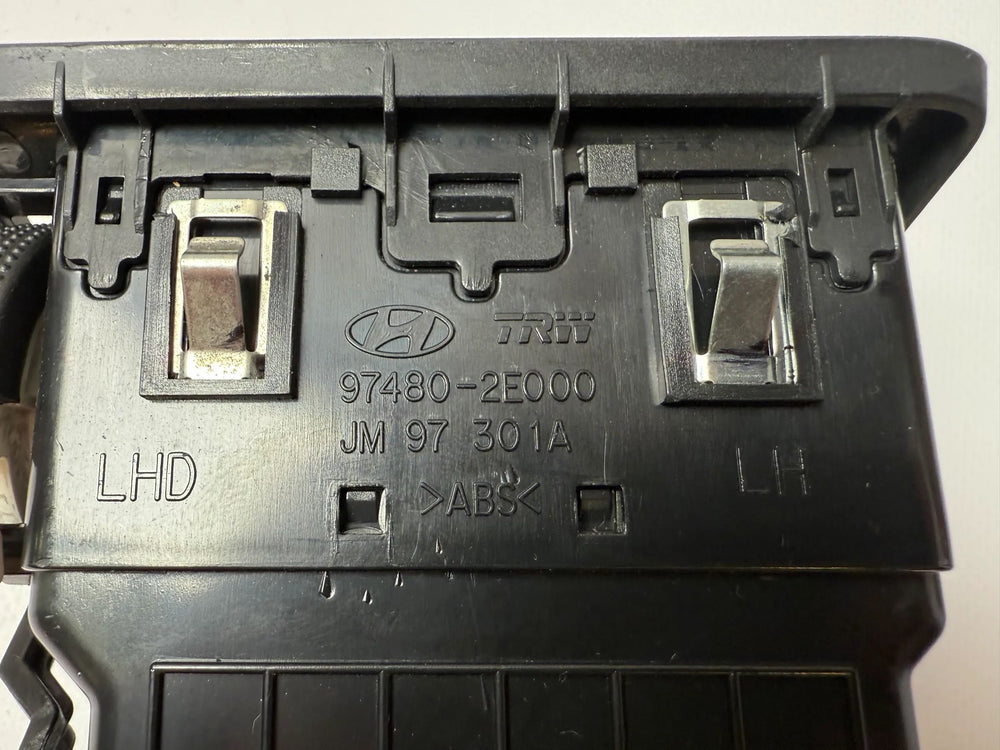 TRW
97480-2E000
JM 97 301A
LHD
LH
>ABS<